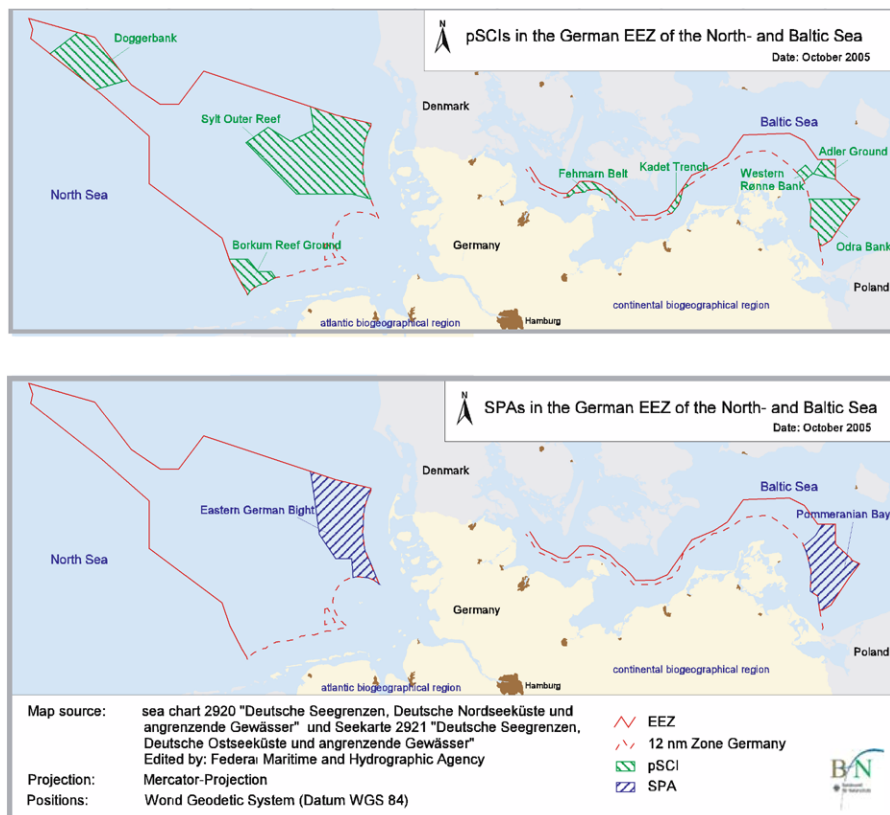 N
pSCIs in the German EEZ of the North- and Baltic Sea
Date: October 2005
Doggerbank
Denmark
Sylt Outer Reef
Baltic Sea
Adler Ground
Kadet Trench
Fehmarn Belt
Western
Rønne Bank
North Sea
Borkum Reef Ground
Germany
Odra Bank
Poland
continental biogeographical region
atlantic biogeographical region
Hamburg
N
SPAs in the German EEZ of the North- and Baltic Sea
Date: October 2005
Denmark
Baltic Sea
Pommeranian Bay
Eastern German Bight
North Sea
Germany
Poland
continental biogeographical region
atlantic biogeographical region
Hamburg
Map source: sea chart 2920 "Deutsche Seegrenzen, Deutsche Nordseeküste und
angrenzende Gewässer" und Seekarte 2921 "Deutsche Seegrenzen,
Deutsche Ostseeküste und angrenzende Gewässer"
Edited by: Federal Maritime and Hydrographic Agency
Projection: Mercator-Projection
Positions: Word Geodetic System (Datum WGS 84)
EEZ
12 nm Zone Germany
pSCI
SPA
BfN